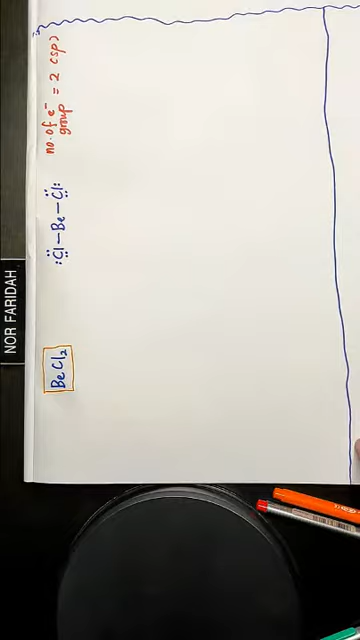 BeCl₂
:C̤̈l — Be — C̤̈l:
no. of e⁻ = 2 (sp)
group
NOR FARIDAH